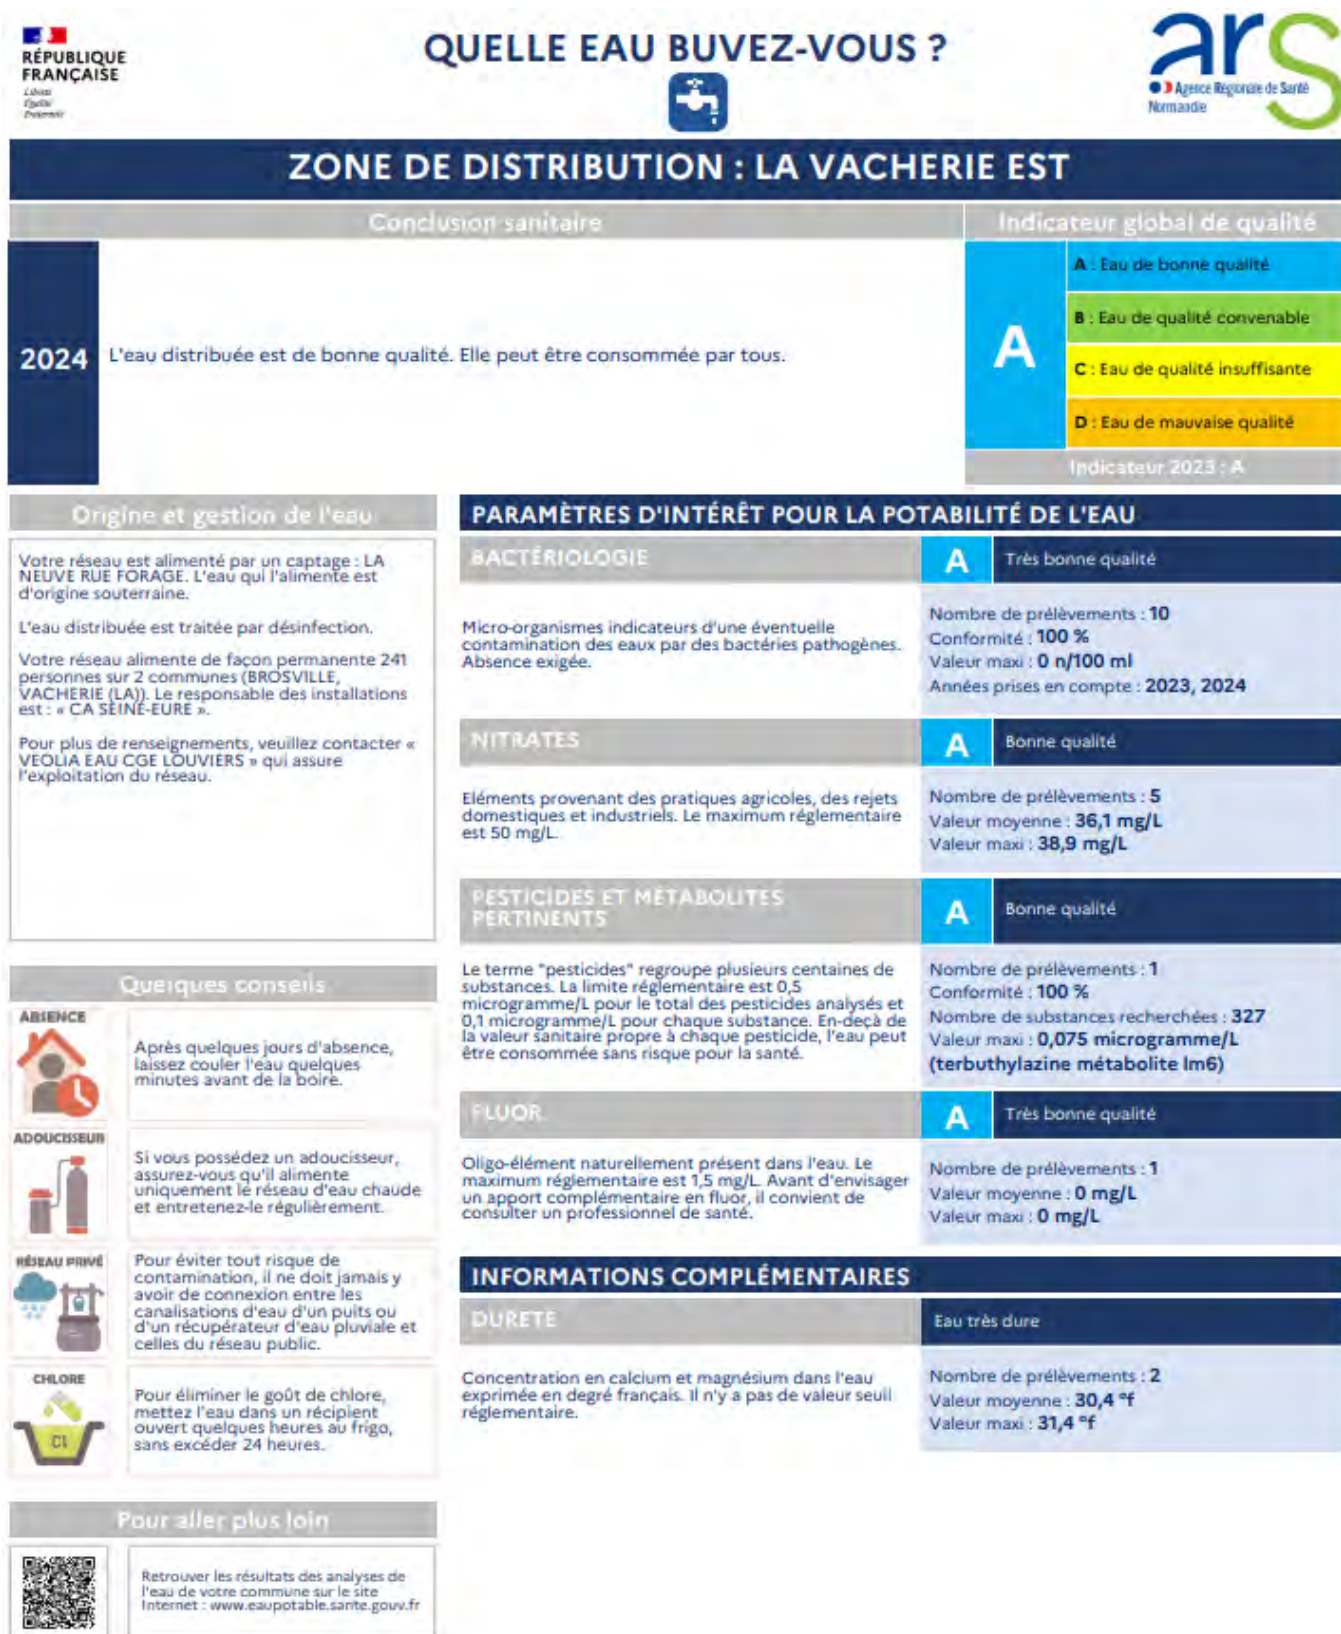 RÉPUBLIQUE
FRANÇAISE
Liberté
Égalité
Fraternité
QUELLE EAU BUVEZ-VOUS ?
ars
Agence Régionale de Santé
Normandie
ZONE DE DISTRIBUTION : LA VACHERIE EST
Conclusion sanitaire
Indicateur global de qualité
2024
L'eau distribuée est de bonne qualité. Elle peut être consommée par tous.
A
A : Eau de bonne qualité
B : Eau de qualité convenable
C : Eau de qualité insuffisante
D : Eau de mauvaise qualité
Indicateur 2023 : A
Origine et gestion de l'eau
Votre réseau est alimenté par un captage : LA
NEUVE RUE FORAGE. L'eau qui l'alimente est
d'origine souterraine.
L'eau distribuée est traitée par désinfection.
Votre réseau alimente de façon permanente 241
personnes sur 2 communes (BROSVILLE,
VACHERIE (LA)). Le responsable des installations
est : « CA SEINE-EURE ».
Pour plus de renseignements, veuillez contacter «
VEOLIA EAU CGE LOUVIERS » qui assure
l'exploitation du réseau.
Quelques conseils
ABSENCE
Après quelques jours d'absence,
laissez couler l'eau quelques
minutes avant de la boire.
ADOUCISSEUR
Si vous possédez un adoucisseur,
assurez-vous qu'il alimente
uniquement le réseau d'eau chaude
et entretenez-le régulièrement.
RÉSEAU PRIVÉ
Pour éviter tout risque de
contamination, il ne doit jamais y
avoir de connexion entre les
canalisations d'eau d'un puits ou
d'un récupérateur d'eau pluviale et
celles du réseau public.
CHLORE
Cl
Pour éliminer le goût de chlore,
mettez l'eau dans un récipient
ouvert quelques heures au frigo,
sans excéder 24 heures.
Pour aller plus loin
Retrouver les résultats des analyses de
l'eau de votre commune sur le site
Internet : www.eaupotable.sante.gouv.fr
PARAMÈTRES D'INTÉRÊT POUR LA POTABILITÉ DE L'EAU
BACTÉRIOLOGIE
A
Très bonne qualité
Micro-organismes indicateurs d'une éventuelle
contamination des eaux par des bactéries pathogènes.
Absence exigée.
Nombre de prélèvements : 10
Conformité : 100 %
Valeur maxi : 0 n/100 ml
Années prises en compte : 2023, 2024
NITRATES
A
Bonne qualité
Eléments provenant des pratiques agricoles, des rejets
domestiques et industriels. Le maximum réglementaire
est 50 mg/L.
Nombre de prélèvements : 5
Valeur moyenne : 36,1 mg/L
Valeur maxi : 38,9 mg/L
PESTICIDES ET MÉTABOLITES
PERTINENTS
A
Bonne qualité
Le terme "pesticides" regroupe plusieurs centaines de
substances. La limite réglementaire est 0,5
microgramme/L pour le total des pesticides analysés et
0,1 microgramme/L pour chaque substance. En-deçà de
la valeur sanitaire propre à chaque pesticide, l'eau peut
être consommée sans risque pour la santé.
Nombre de prélèvements : 1
Conformité : 100 %
Nombre de substances recherchées : 327
Valeur maxi : 0,075 microgramme/L
(terbuthylazine métabolite lm6)
FLUOR
A
Très bonne qualité
Oligo-élément naturellement présent dans l'eau. Le
maximum réglementaire est 1,5 mg/L. Avant d'envisager
un apport complémentaire en fluor, il convient de
consulter un professionnel de santé.
Nombre de prélèvements : 1
Valeur moyenne : 0 mg/L
Valeur maxi : 0 mg/L
INFORMATIONS COMPLÉMENTAIRES
DURETE
Eau très dure
Concentration en calcium et magnésium dans l'eau
exprimée en degré français. Il n'y a pas de valeur seuil
réglementaire.
Nombre de prélèvements : 2
Valeur moyenne : 30,4 °f
Valeur maxi : 31,4 °f